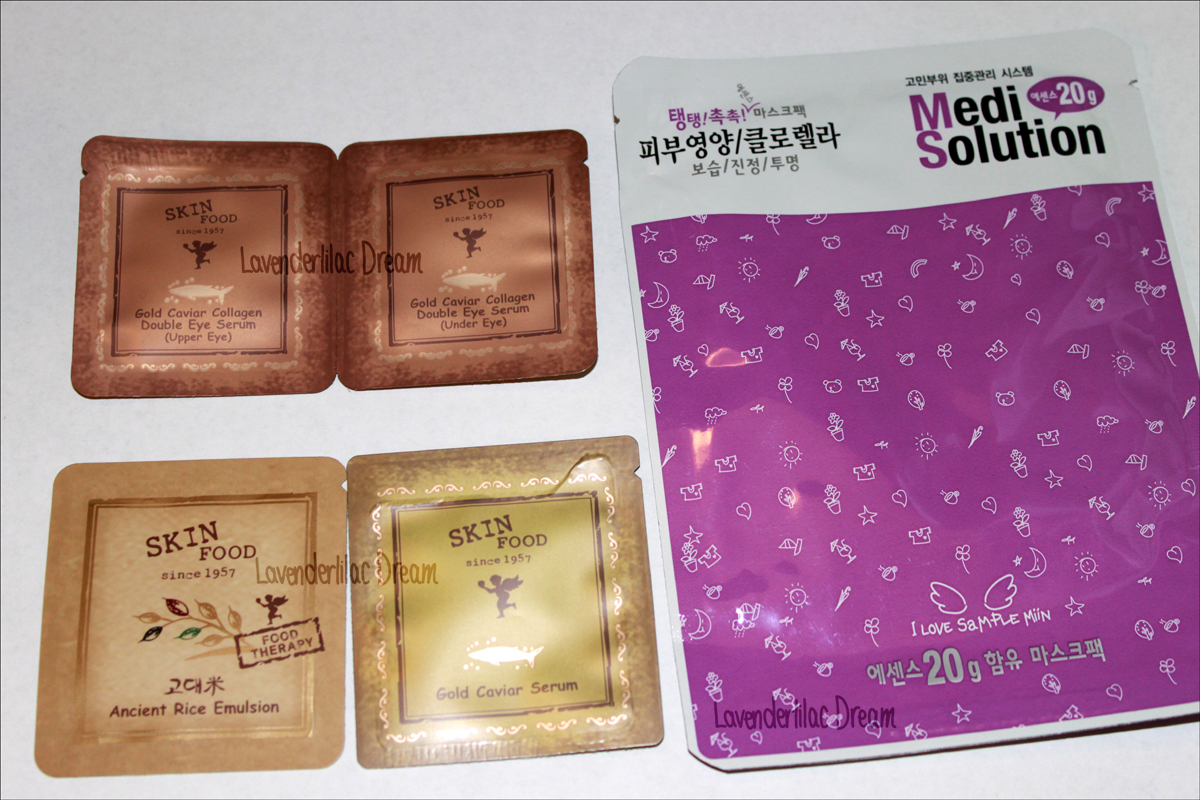 SKIN
FOOD
since 1957
Gold Caviar Collagen
Double Eye Serum
(Upper Eye)
SKIN
FOOD
since 1957
Gold Caviar Collagen
Double Eye Serum
(Under Eye)
Lavenderlilac Dream
SKIN
FOOD
since 1957
FOOD
THERAPY
고대米
Ancient Rice Emulsion
SKIN
FOOD
since 1957
Gold Caviar Serum
Lavenderlilac Dream
탱탱!촉촉! 마스크팩
피부영양/클로렐라
보습/진정/투명
고민부위 집중관리 시스템
Medi
Solution
에센스 20g
I LOVE SaMPLE MiiN
에센스 20g 함유 마스크팩
Lavenderlilac Dream